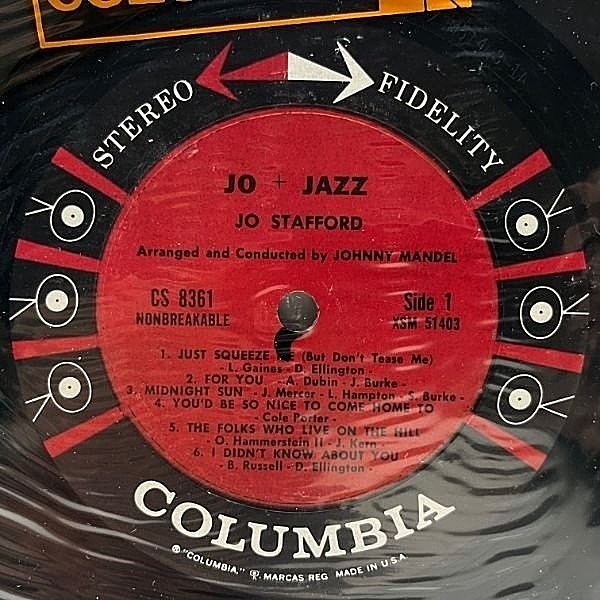 STEREO FIDELITY
JO + JAZZ
JO STAFFORD
Arranged and Conducted by JOHNNY MANDEL
CS 8361
NONBREAKABLE
Side 1
XSM 51403
1. JUST SQUEEZE ME (But Don't Tease Me)
- L. Gaines - D. Ellington -
2. FOR YOU - A. Dubin - J. Burke -
3. MIDNIGHT SUN - J. Mercer - L. Hampton - S. Burke -
4. YOU'D BE SO NICE TO COME HOME TO
- Cole Porter -
5. THE FOLKS WHO LIVE ON THE HILL
- O. Hammerstein II - J. Kern -
6. I DIDN'T KNOW ABOUT YOU
- B. Russell - D. Ellington -
COLUMBIA
® "COLUMBIA," MARCAS REG MADE IN U.S.A.